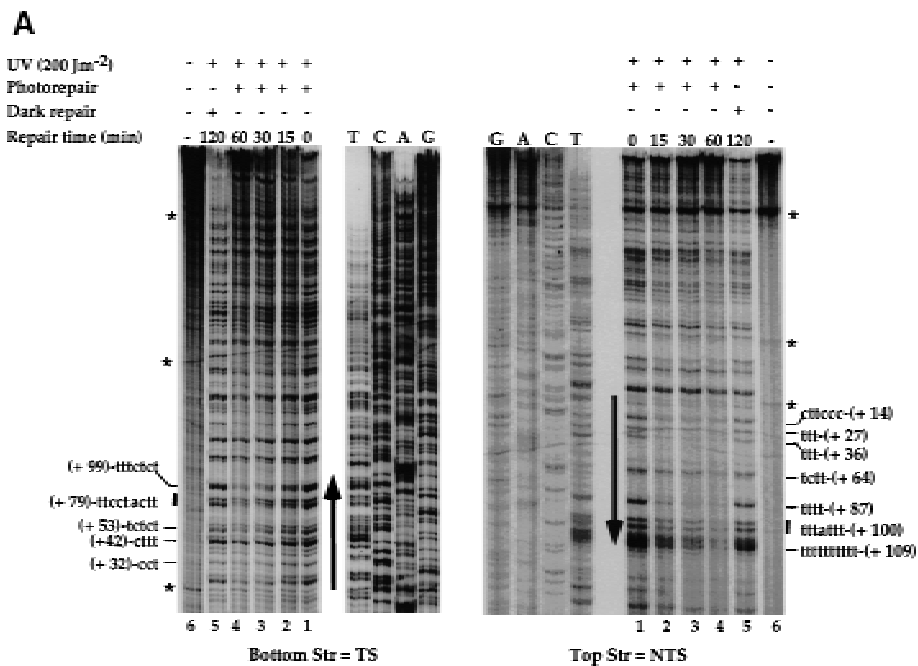 A
UV (200 Jm-2) - + + + + + + + + + + -
Photorepair - - + + + + + + + + - -
Dark repair - + - - - - - - - - + -
Repair time (min) - 120 60 30 15 0 T C A G G A C T 0 15 30 60 120 -
*
*
*
*
cttccc-(+ 14)
ttt-(+ 27)
ttt-(+ 36)
(+ 99)-tttctct
tctt-(+ 64)
(+ 79)-ttcctactt
tttt-(+ 87)
(+ 53)-tctct
tttattt-(+ 100)
(+42)-cttt
tttttttttt-(+ 109)
(+ 32)-cct
*
6 5 4 3 2 1 1 2 3 4 5 6
Bottom Str = TS Top Str = NTS